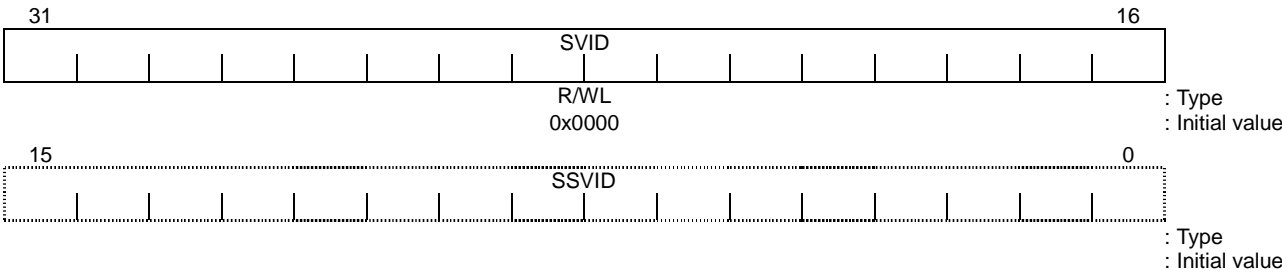 31 16
SVID
R/WL : Type
0x0000 : Initial value
15 0
SSVID
: Type
: Initial value